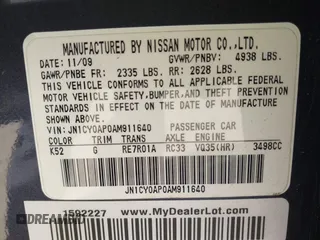 MANUFACTURED BY NISSAN MOTOR CO.,LTD.
DATE: 11/09 GVWR/PNBV: 4938 LBS.
GAWR/PNBE FR: 2335 LBS. RR: 2628 LBS.
THIS VEHICLE CONFORMS TO ALL APPLICABLE FEDERAL
MOTOR VEHICLE SAFETY, BUMPER, AND THEFT PREVENTION
STANDARDS IN EFFECT ON THE DATE OF MANUFACTURE
SHOWN ABOVE.
VIN: JN1CY0AP0AM911640 PASSENGER CAR
COLOR TRIM TRANS AXLE ENGINE
K52 G RE7R01A RC33 VQ35(HR) 3498CC
JN1CY0AP0AM911640
1592227 www.MyDealerLot.com
DREAMBID